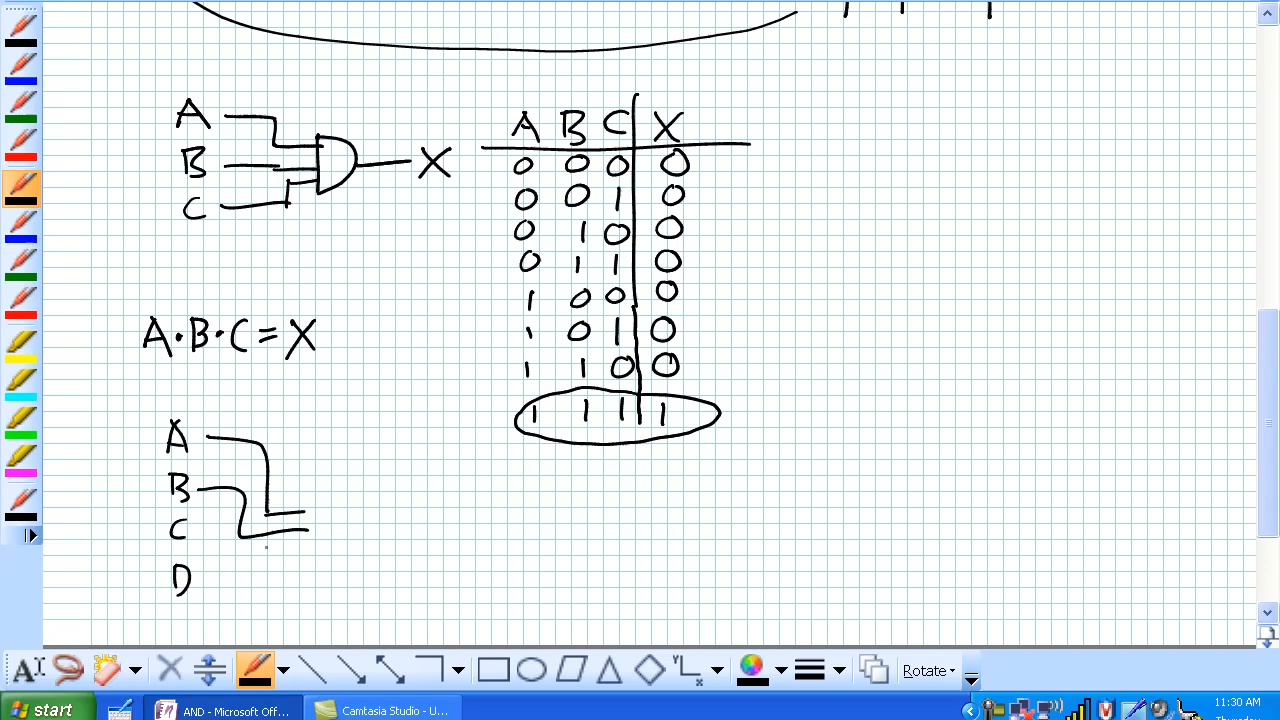 A
B
C
X
A B C X
0 0 0 0
0 0 1 0
0 1 0 0
0 1 1 0
1 0 0 0
1 0 1 0
1 1 0 0
1 1 1 1
A·B·C=X
A
B
C
D
A
Rotate
start
AND - Microsoft Off...
Camtasia Studio - U...
11:30 AM
Thursday